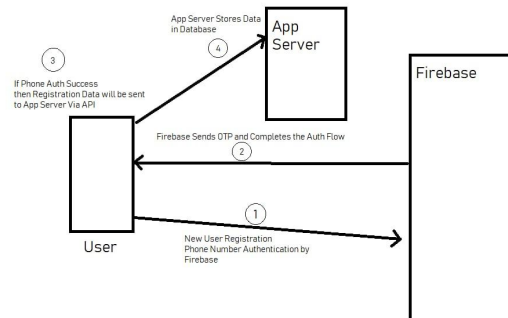 App Server Stores Data
in Database
4
App
Server
3
If Phone Auth Success
then Registration Data will be sent
to App Server Via API
Firebase
Firebase Sends OTP and Completes the Auth Flow
2
1
User
New User Registration
Phone Number Authentication by
Firebase